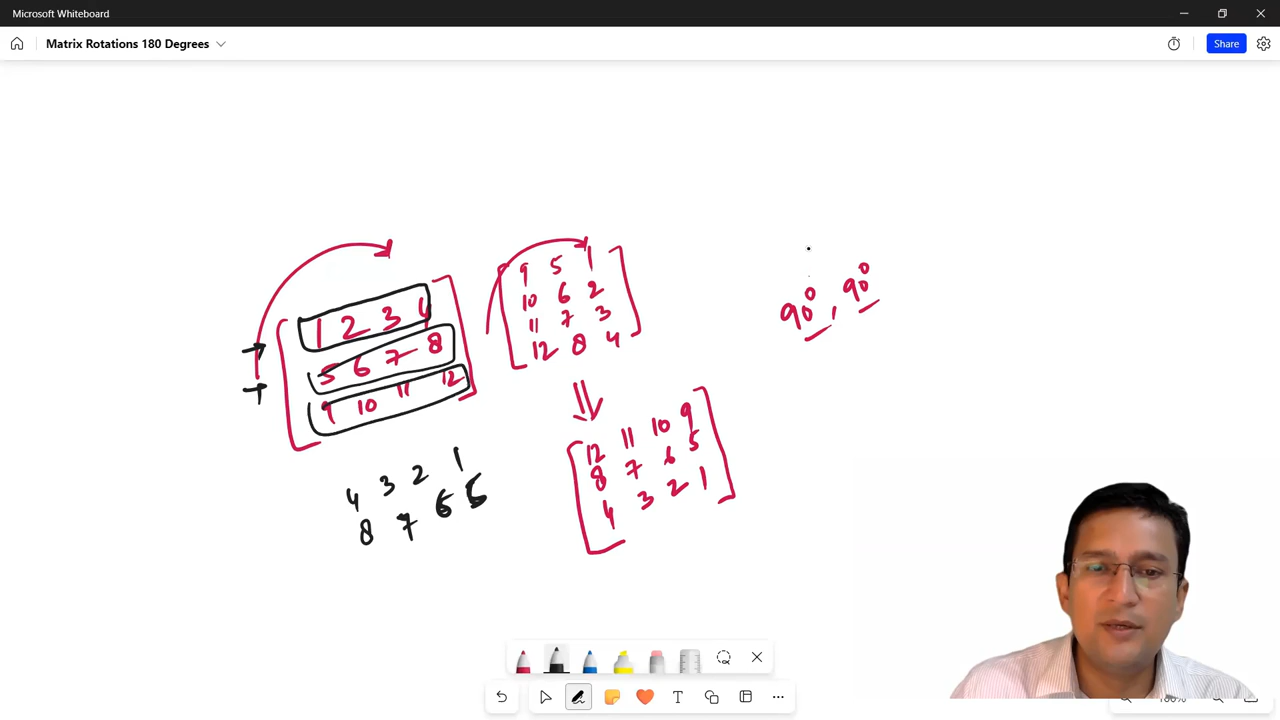 Microsoft Whiteboard
Matrix Rotations 180 Degrees
Share
1 2 3 4
5 6 7 8
9 10 11 12
9 5 1
10 6 2
11 7 3
12 8 4
90°, 90°
12 11 10 9
8 7 6 5
4 3 2 1
4 3 2 1
8 7 6 5